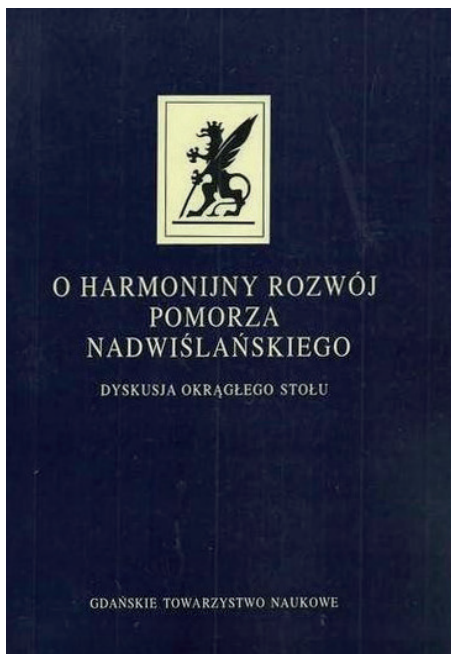 O HARMONIJNY ROZWÓJ
POMORZA
NADWIŚLAŃSKIEGO
DYSKUSJA OKRĄGŁEGO STOŁU
GDAŃSKIE TOWARZYSTWO NAUKOWE